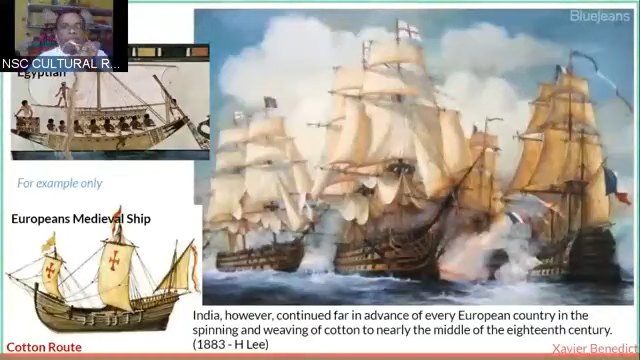 BlueJeans
NSC CULTURAL R...
Egyptian
For example only
Europeans Medieval Ship
India, however, continued far in advance of every European country in the
spinning and weaving of cotton to nearly the middle of the eighteenth century.
(1883 - H Lee)
Cotton Route
Xavier Benedict